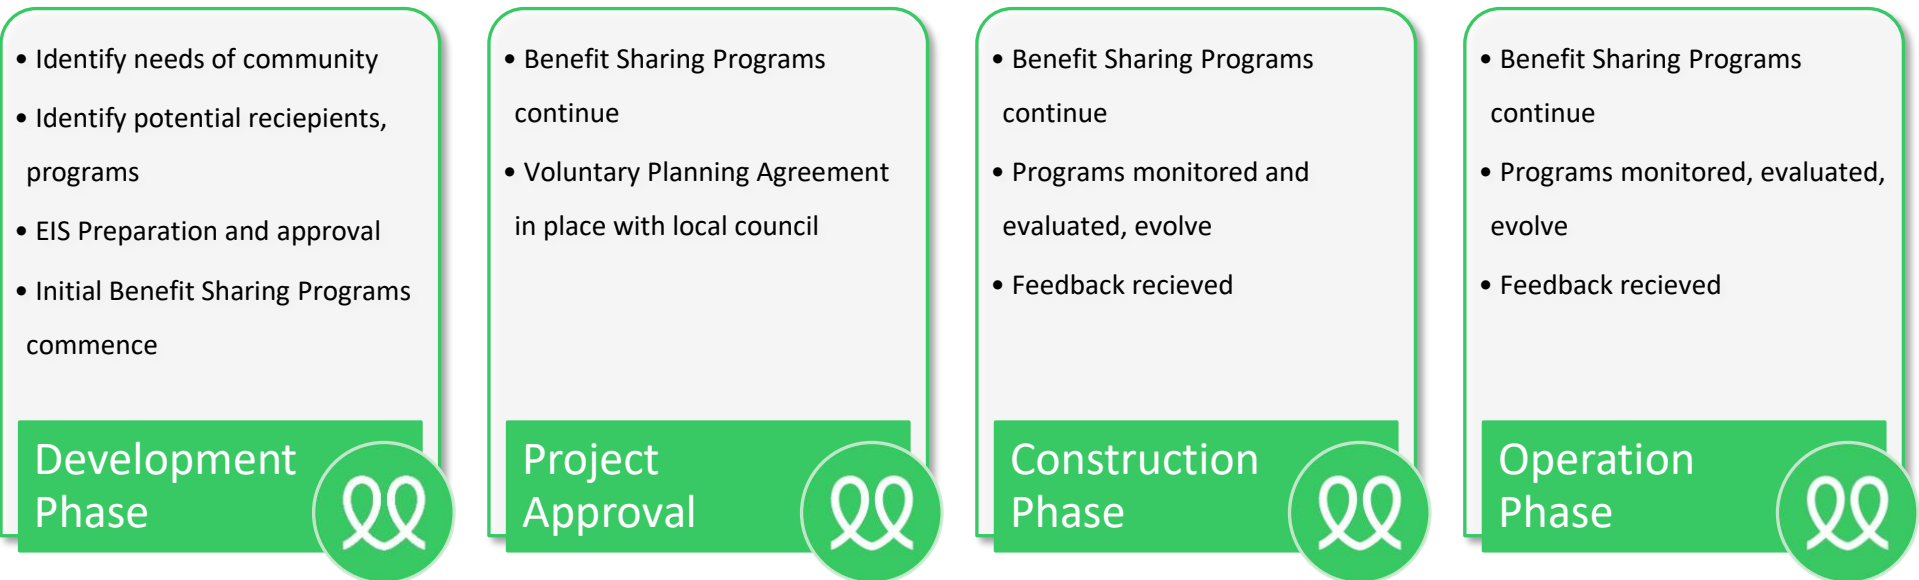 • Identify needs of community
• Identify potential reciepients,
programs
• EIS Preparation and approval
• Initial Benefit Sharing Programs
commence
Development
Phase
• Benefit Sharing Programs
continue
• Voluntary Planning Agreement
in place with local council
Project
Approval
• Benefit Sharing Programs
continue
• Programs monitored and
evaluated, evolve
• Feedback recieved
Construction
Phase
• Benefit Sharing Programs
continue
• Programs monitored, evaluated,
evolve
• Feedback recieved
Operation
Phase